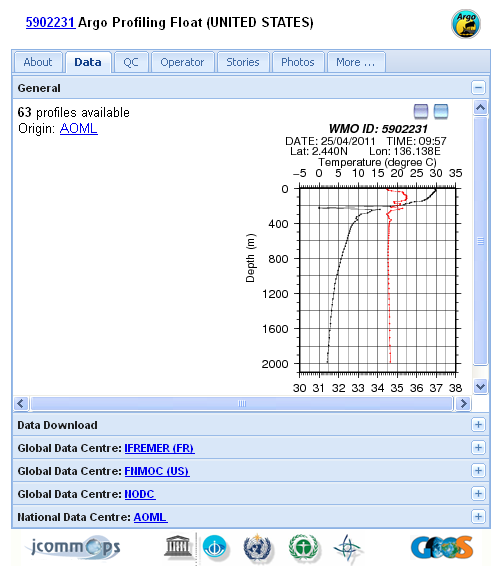 5902231 Argo Profiling Float (UNITED STATES)
Argo
About Data QC Operator Stories Photos More ...
General
63 profiles available
Origin: AOML
WMO ID: 5902231
DATE: 25/04/2011 TIME: 09:57
Lat: 2.440N Lon: 136.138E
Temperature (degree C)
−5 0 5 10 15 20 25 30 35
0
400
800
1200
1600
2000
Depth (m)
30 31 32 33 34 35 36 37 38
Data Download
Global Data Centre: IFREMER (FR)
Global Data Centre: FNMOC (US)
Global Data Centre: NODC
National Data Centre: AOML
jcommops
GOOS